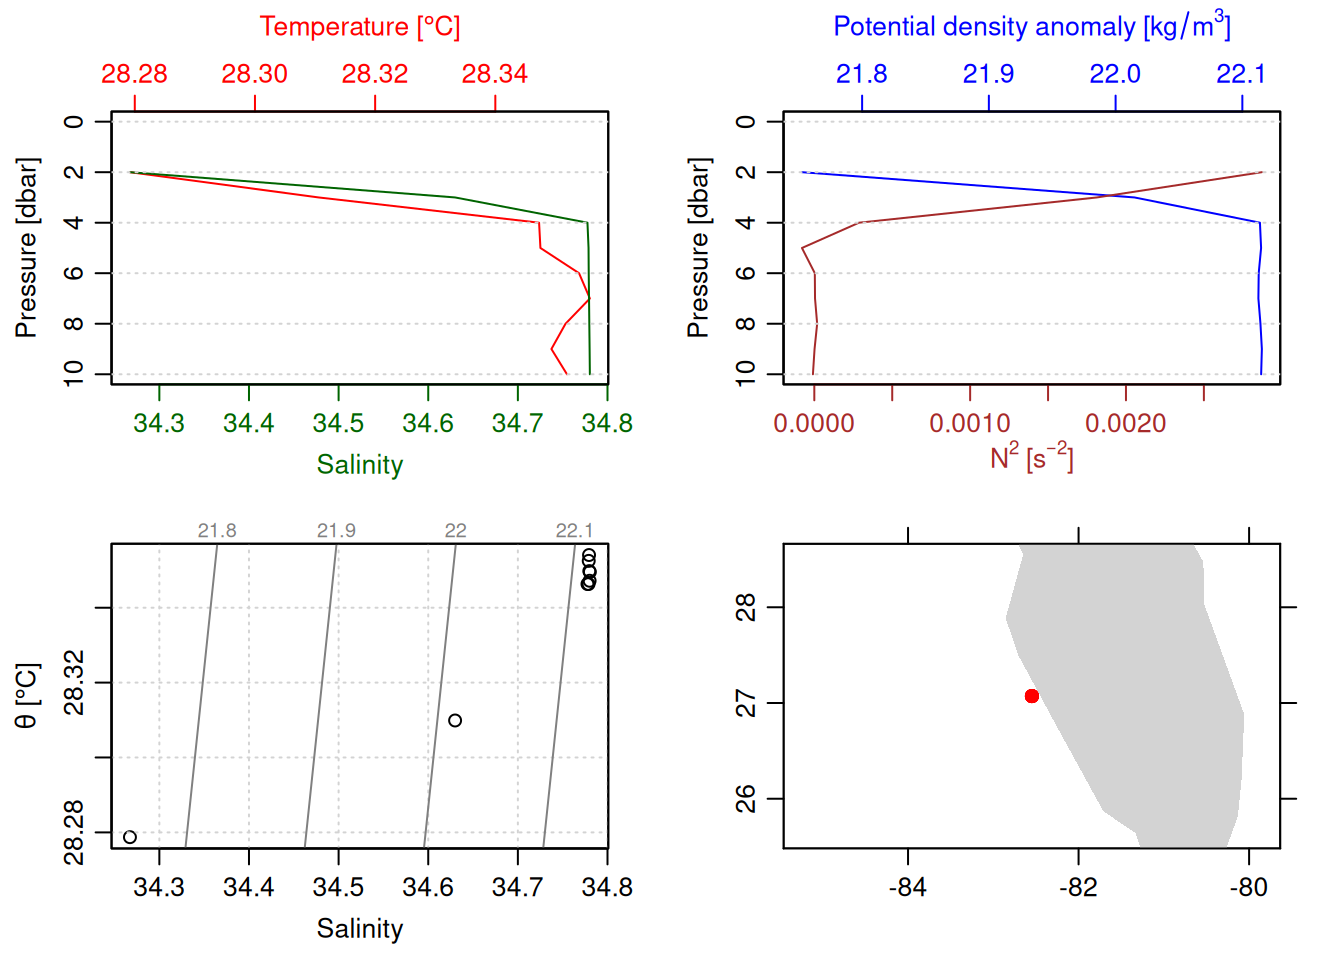 Temperature [°C]
28.28 28.30 28.32 28.34
Pressure [dbar]
0
2
4
6
8
10
34.3 34.4 34.5 34.6 34.7 34.8
Salinity
Potential density anomaly [kg/m³]
21.8 21.9 22.0 22.1
Pressure [dbar]
0
2
4
6
8
10
0.0000 0.0010 0.0020
N² [s⁻²]
21.8 21.9 22 22.1
θ [°C]
28.32
28.28
34.3 34.4 34.5 34.6 34.7 34.8
Salinity
28
27
26
-84 -82 -80